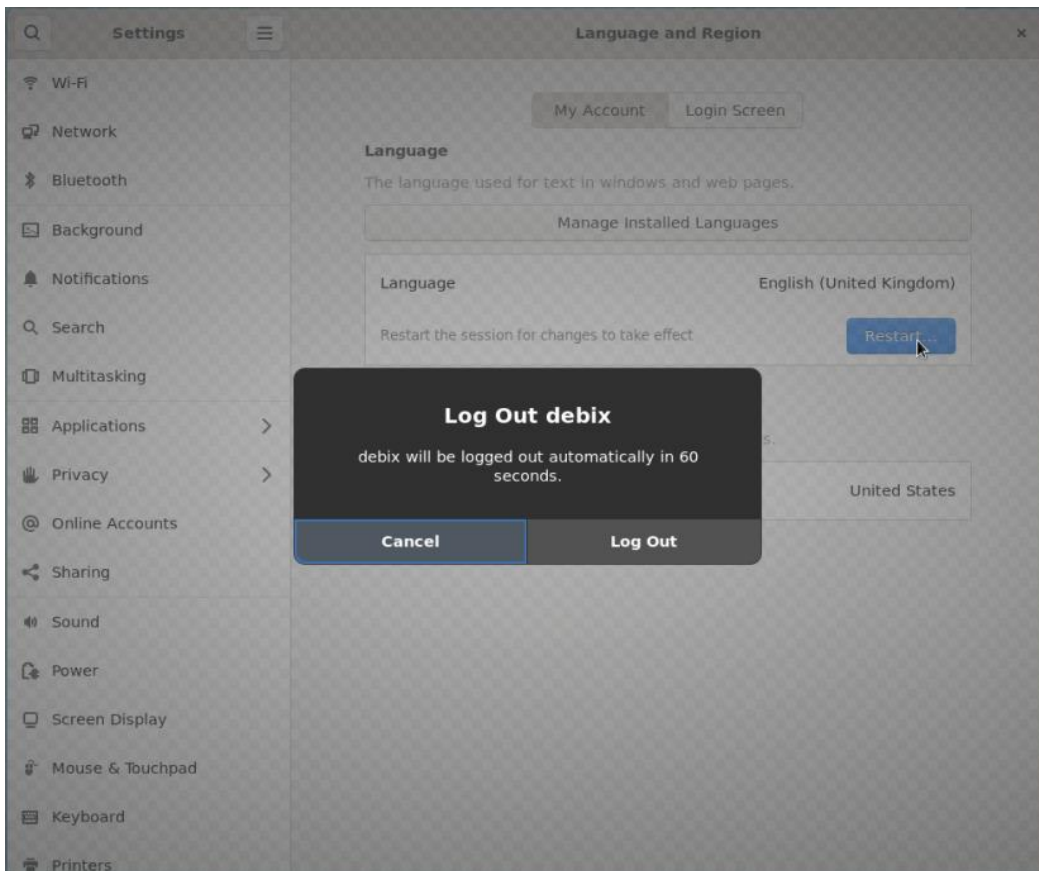 Settings
Language and Region
Wi-Fi
Network
Bluetooth
Background
Notifications
Search
Multitasking
Applications
Privacy
Online Accounts
Sharing
Sound
Power
Screen Display
Mouse & Touchpad
Keyboard
Printers
My Account
Login Screen
Language
The language used for text in windows and web pages.
Manage Installed Languages
Language
English (United Kingdom)
Restart the session for changes to take effect
Restart...
s.
United States
Log Out debix
debix will be logged out automatically in 60
seconds.
Cancel
Log Out